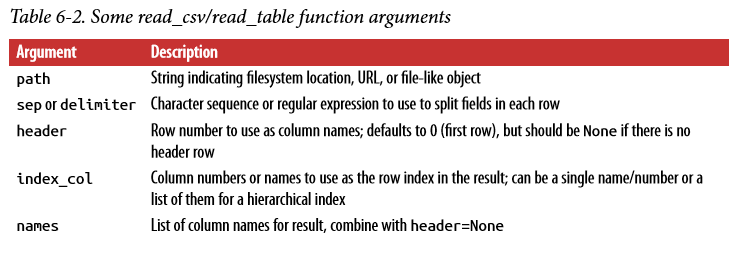 Table 6-2. Some read_csv/read_table function arguments
Argument Description
path String indicating filesystem location, URL, or file-like object
sep or delimiter Character sequence or regular expression to use to split fields in each row
header Row number to use as column names; defaults to 0 (first row), but should be None if there is no
header row
index_col Column numbers or names to use as the row index in the result; can be a single name/number or a
list of them for a hierarchical index
names List of column names for result, combine with header=None